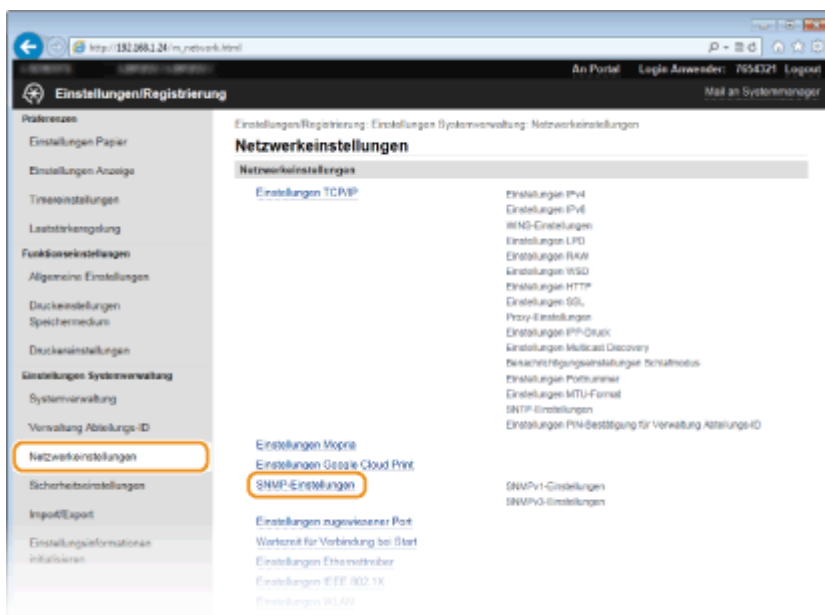 http://192.168.1.24/m_network.html
An Portal Login Anwender: 7654321 Logout
Einstellungen/Registrierung
Mail an Systemmanager
Präferenzen
Einstellungen Papier
Einstellungen Anzeige
Timereinstellungen
Lautstärkeregelung
Funktionseinstellungen
Allgemeine Einstellungen
Druckeinstellungen
Speichermedium
Druckereinstellungen
Einstellungen Systemverwaltung
Systemverwaltung
Verwaltung Abteilungs-ID
Netzwerkeinstellungen
Sicherheitseinstellungen
Import/Export
Einstellungsinformationen
initialisieren
Einstellungen/Registrierung: Einstellungen Systemverwaltung: Netzwerkeinstellungen
Netzwerkeinstellungen
Netzwerkeinstellungen
Einstellungen TCP/IP
Einstellungen IPv4
Einstellungen IPv6
WINS-Einstellungen
Einstellungen LPD
Einstellungen RAW
Einstellungen WSD
Einstellungen HTTP
Einstellungen SSL
Proxy-Einstellungen
Einstellungen IPP-Druck
Einstellungen Multicast Discovery
Benachrichtigungseinstellungen Schlafmodus
Einstellungen Portnummer
Einstellungen MTU-Format
SNTP-Einstellungen
Einstellungen PIN-Bestätigung für Verwaltung Abteilungs-ID
Einstellungen Mopria
Einstellungen Google Cloud Print
SNMP-Einstellungen
SNMPv1-Einstellungen
SNMPv3-Einstellungen
Einstellungen zugewiesener Port
Wartezeit für Verbindung bei Start
Einstellungen Ethernettreiber
Einstellungen IEEE 802.1X
Einstellungen WLAN